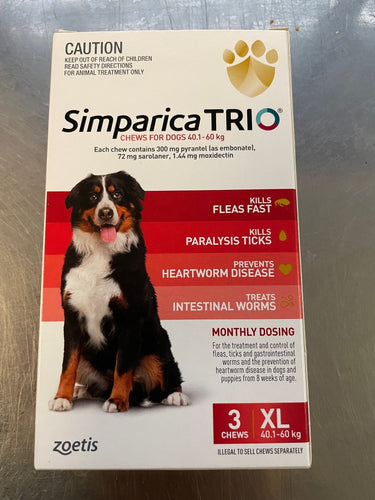 CAUTION
KEEP OUT OF REACH OF CHILDREN
READ SAFETY DIRECTIONS
FOR ANIMAL TREATMENT ONLY
Simparica TRIO®
CHEWS FOR DOGS 40.1-60 kg
Each chew contains 300 mg pyrantel (as embonate),
72 mg sarolaner, 1.44 mg moxidectin
KILLS
FLEAS FAST
KILLS
PARALYSIS TICKS
PREVENTS
HEARTWORM DISEASE
TREATS
INTESTINAL WORMS
MONTHLY DOSING
For the treatment and control of
fleas, ticks and gastrointestinal
worms and the prevention of
heartworm disease in dogs and
puppies from 8 weeks of age.
3 XL
CHEWS 40.1-60 kg
ILLEGAL TO SELL CHEWS SEPARATELY
zoetis